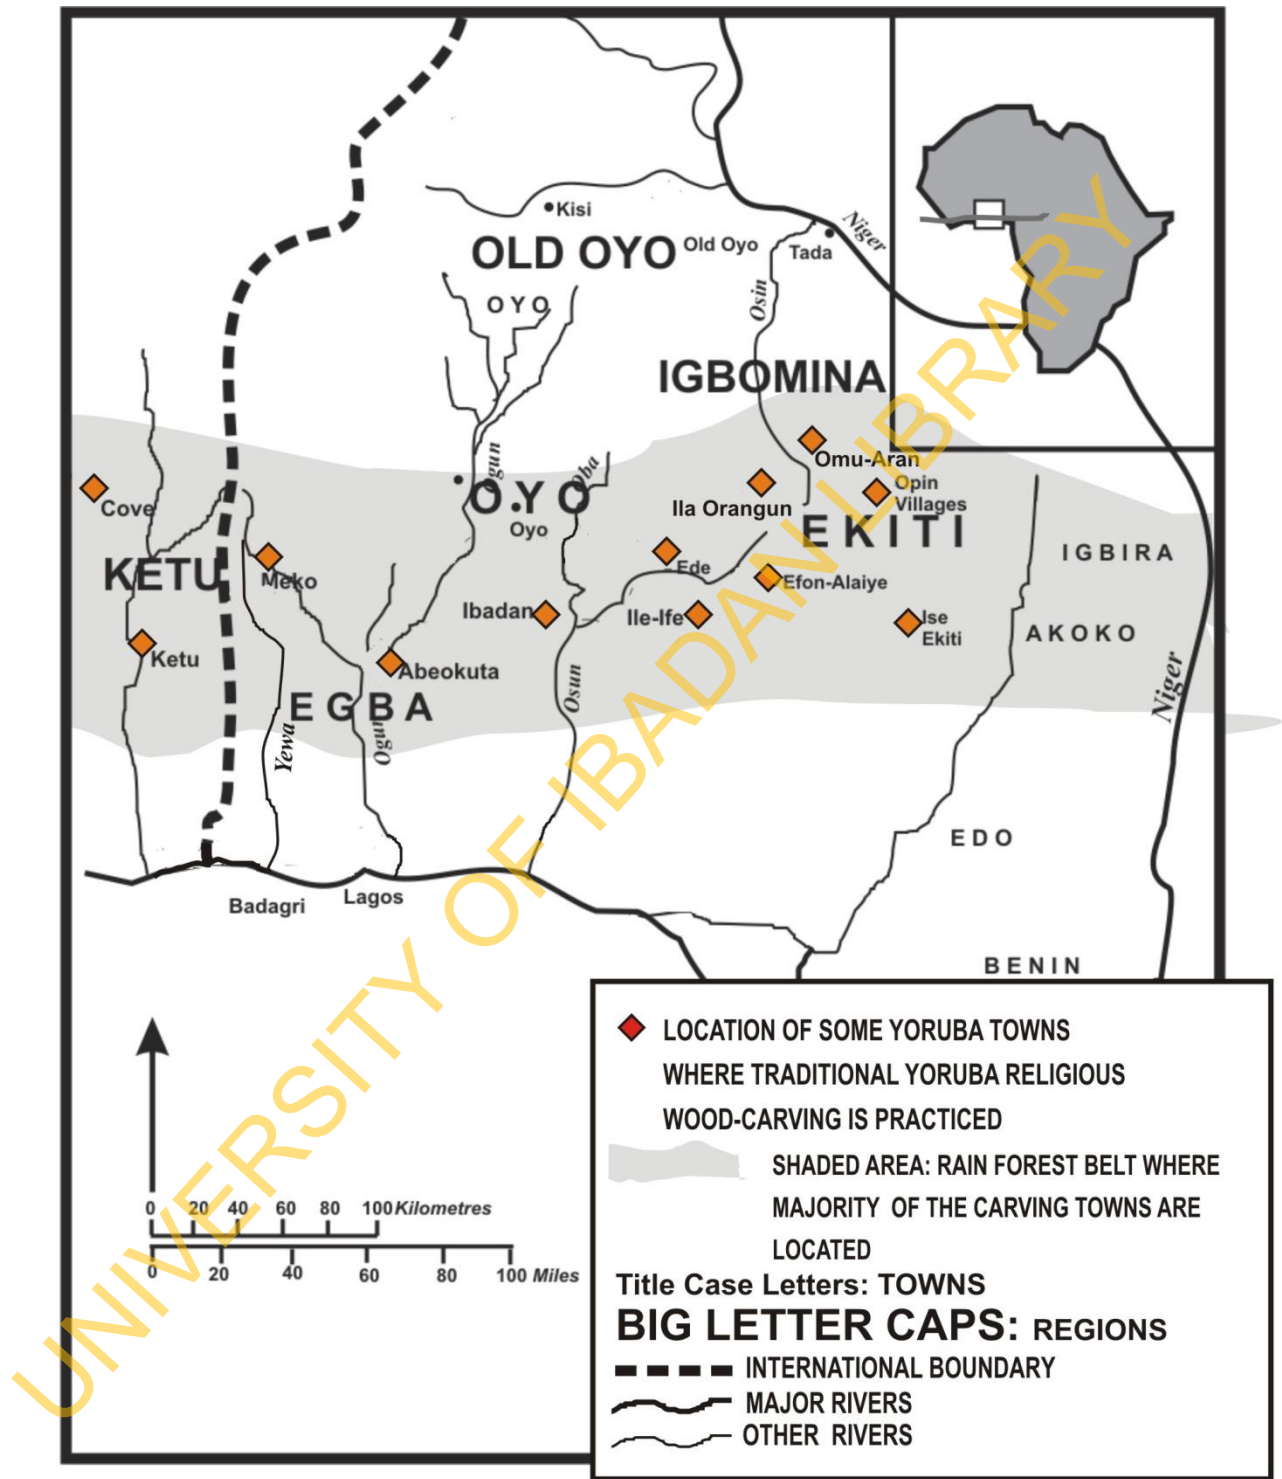 Niger
Kisi
OLD OYO
Old Oyo
Tada
OYO
Osin
IGBOMINA
Omu-Aran
Ogun
Oba
Opin
Villages
Cove
OYO
Oyo
Ila Orangun
EKITI
IGBIRA
KETU
Meko
Ede
Efon-Alaiye
Ibadan
Ile-Ife
Ise
Ekiti
AKOKO
Ketu
Abeokuta
Osun
Niger
EGBA
Yewa
Ogun
EDO
Badagri
Lagos
BENIN
LOCATION OF SOME YORUBA TOWNS
WHERE TRADITIONAL YORUBA RELIGIOUS
WOOD-CARVING IS PRACTICED
SHADED AREA: RAIN FOREST BELT WHERE
MAJORITY OF THE CARVING TOWNS ARE
LOCATED
Title Case Letters: TOWNS
BIG LETTER CAPS: REGIONS
INTERNATIONAL BOUNDARY
MAJOR RIVERS
OTHER RIVERS
0 20 40 60 80 100 Kilometres
0 20 40 60 80 100 Miles
UNIVERSITY OF IBADAN LIBRARY